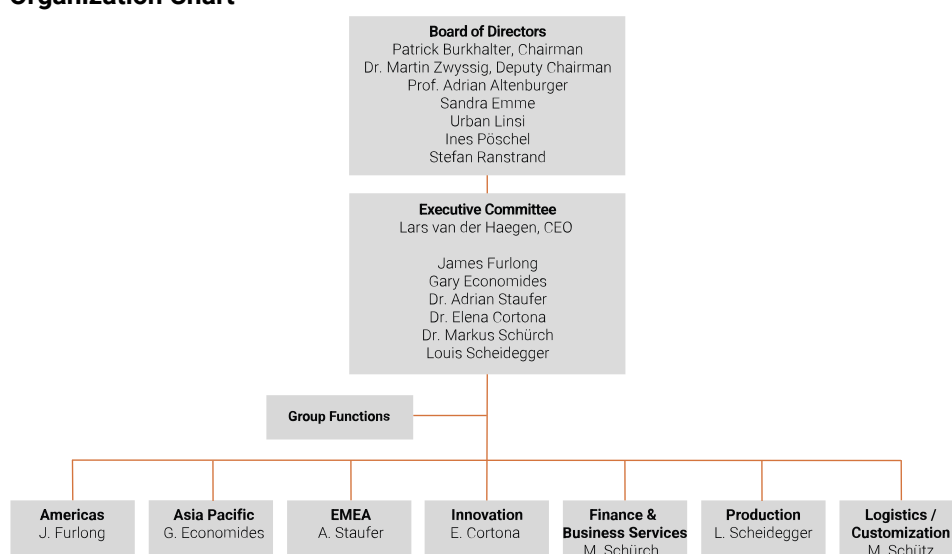 Organization Chart
Board of Directors
Patrick Burkhalter, Chairman
Dr. Martin Zwyssig, Deputy Chairman
Prof. Adrian Altenburger
Sandra Emme
Urban Linsi
Ines Pöschel
Stefan Ranstrand
Executive Committee
Lars van der Haegen, CEO
James Furlong
Gary Economides
Dr. Adrian Staufer
Dr. Elena Cortona
Dr. Markus Schürch
Louis Scheidegger
Group Functions
Americas
J. Furlong
Asia Pacific
G. Economides
EMEA
A. Staufer
Innovation
E. Cortona
Finance &
Business Services
M. Schürch
Production
L. Scheidegger
Logistics /
Customization
M. Schütz